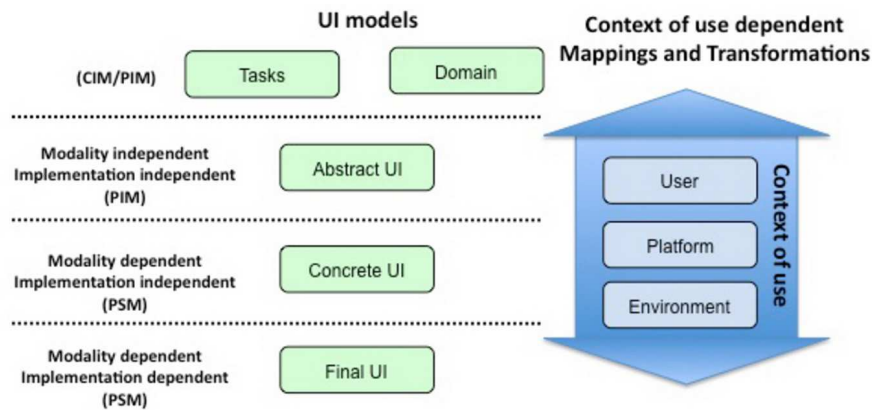 UI models
Context of use dependent
Mappings and Transformations
(CIM/PIM)
Tasks
Domain
Modality independent
Implementation independent
(PIM)
Abstract UI
Modality dependent
Implementation independent
(PSM)
Concrete UI
Modality dependent
Implementation dependent
(PSM)
Final UI
User
Platform
Environment
Context of use